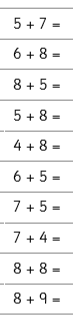 5 + 7 =
6 + 8 =
8 + 5 =
5 + 8 =
4 + 8 =
6 + 5 =
7 + 5 =
7 + 4 =
8 + 8 =
8 + 9 =